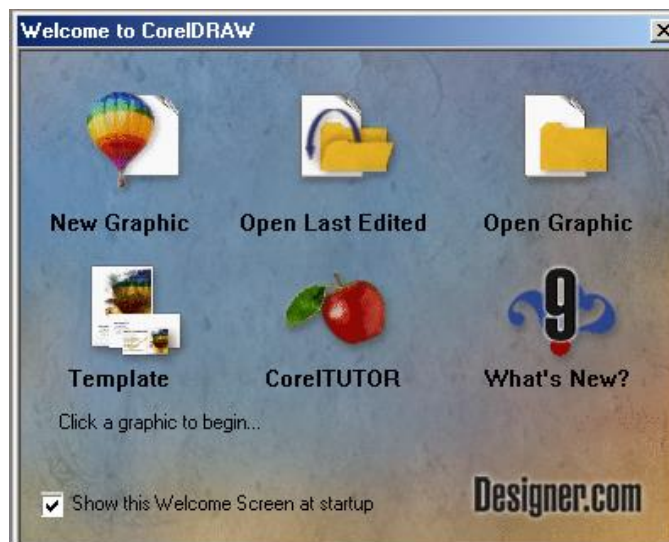 Welcome to CorelDRAW
New Graphic
Open Last Edited
Open Graphic
9
Template
CorelTUTOR
What's New?
Click a graphic to begin...
Show this Welcome Screen at startup
Designer.com